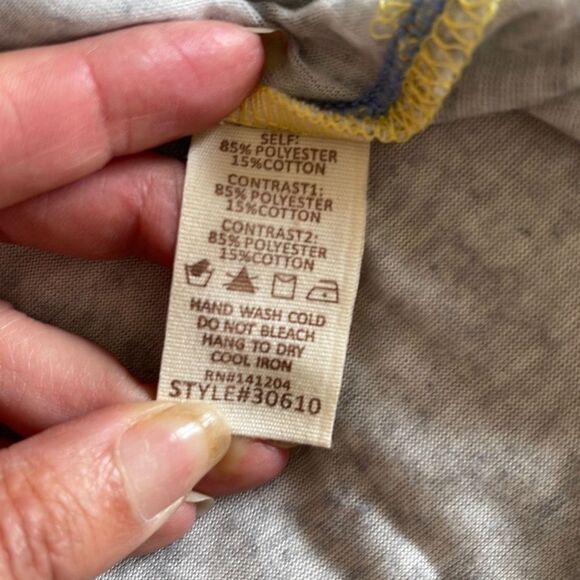 SELF:
85% POLYESTER
15%COTTON
CONTRAST1:
85% POLYESTER
15%COTTON
CONTRAST2:
85% POLYESTER
15%COTTON
HAND WASH COLD
DO NOT BLEACH
HANG TO DRY
COOL IRON
RN#141204
STYLE#30610